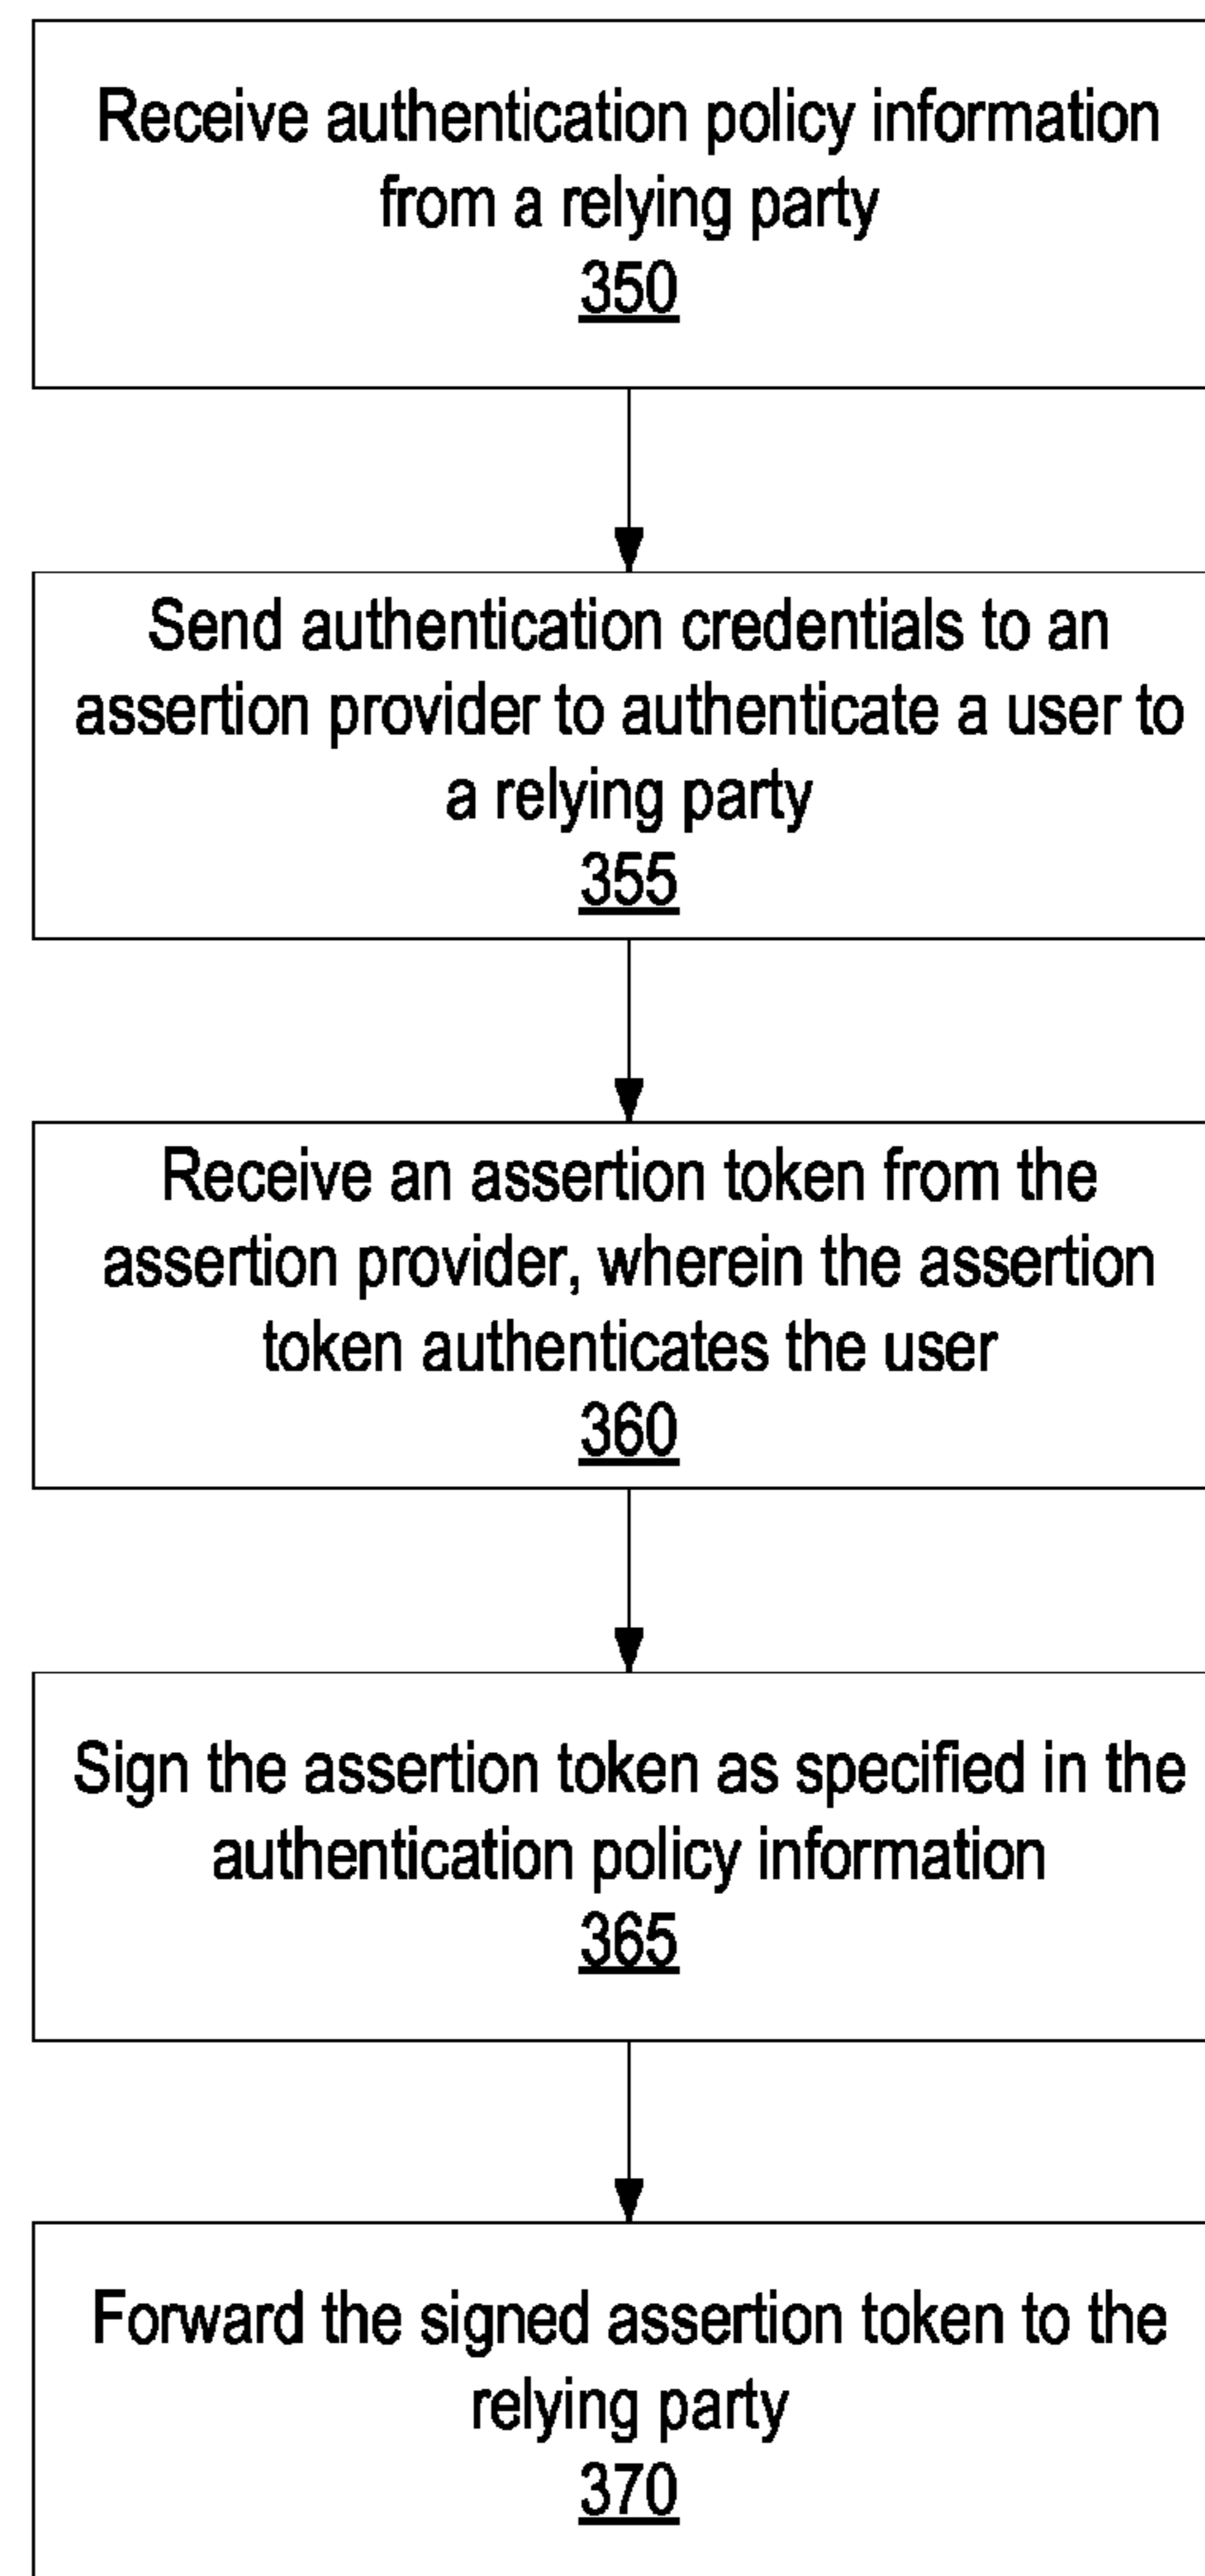 Receive authentication policy information
from a relying party
350
Send authentication credentials to an
assertion provider to authenticate a user to
a relying party
355
Receive an assertion token from the
assertion provider, wherein the assertion
token authenticates the user
360
Sign the assertion token as specified in the
authentication policy information
365
Forward the signed assertion token to the
relying party
370